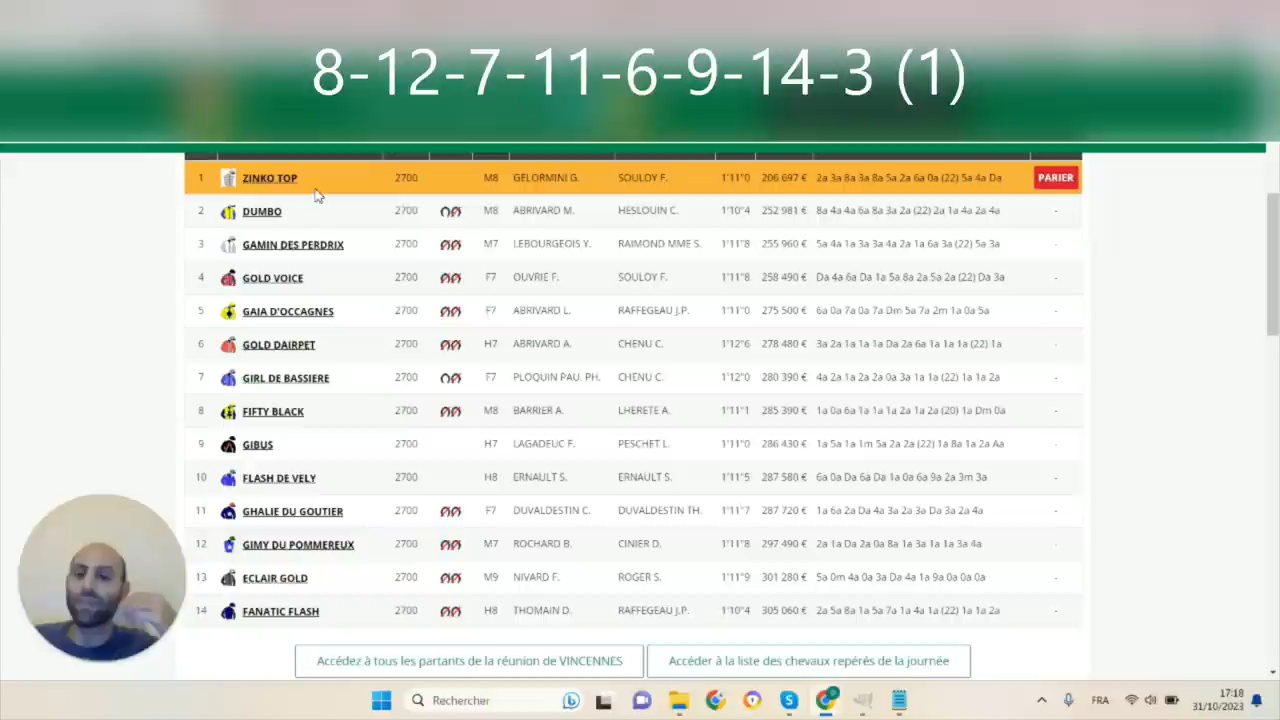 8-12-7-11-6-9-14-3 (1)
1 ZINKO TOP 2700 M8 GELORMINI G. SOULOY F. 1'11"0 206 697 € 2a 3a 8a 3a 8a 5a 2a 6a 0a (22) 5a 4a Da PARIER
2 DUMBO 2700 M8 ABRIVARD M. HESLOUIN C. 1'10"4 252 981 € 8a 4a 4a 6a 8a 3a 2a (22) 2a 1a 4a 2a 4a -
3 GAMIN DES PERDRIX 2700 M7 LEBOURGEOIS Y. RAIMOND MME S. 1'11"8 255 960 € 5a 4a 1a 3a 3a 4a 2a 1a 6a 3a (22) 5a 3a -
4 GOLD VOICE 2700 F7 OUVRIE F. SOULOY F. 1'11"8 258 490 € Da 4a 6a Da 1a 5a 8a 2a 5a 2a (22) Da 3a -
5 GAIA D'OCCAGNES 2700 F7 ABRIVARD L. RAFFEGEAU J.P. 1'11"0 275 500 € 6a 0a 7a 0a 7a Dm 5a 7a 2m 1a 0a 5a -
6 GOLD DAIRPET 2700 H7 ABRIVARD A. CHENU C. 1'12"6 278 480 € 3a 2a 1a 1a 1a Da 2a 6a 1a 1a 1a (22) 1a -
7 GIRL DE BASSIERE 2700 F7 PLOQUIN PAU. PH. CHENU C. 1'12"0 280 390 € 4a 2a 1a 2a 2a 0a 3a 1a 1a (22) 1a 1a 2a -
8 FIFTY BLACK 2700 M8 BARRIER A. LHERETE A. 1'11"1 285 390 € 1a 0a 6a 1a 1a 1a 2a 1a 2a (20) 1a Dm 0a -
9 GIBUS 2700 H7 LAGADEUC F. PESCHET L. 1'11"0 286 430 € 1a 5a 1a 1m 5a 2a 2a (22) 1a 8a 1a 2a Aa -
10 FLASH DE VELY 2700 H8 ERNAULT S. ERNAULT S. 1'11"5 287 580 € 6a 0a Da 6a Da 1a 0a 6a 9a 2a 3m 3a -
11 GHALIE DU GOUTIER 2700 F7 DUVALDESTIN C. DUVALDESTIN TH. 1'11"7 287 720 € 1a 6a 2a Da 4a 3a 2a 3a Da 3a 2a 4a -
12 GIMY DU POMMEREUX 2700 M7 ROCHARD B. CINIER D. 1'11"8 297 490 € 2a 1a Da 2a 0a 8a 1a 3a 1a 1a 3a 4a -
13 ECLAIR GOLD 2700 M9 NIVARD F. ROGER S. 1'11"9 301 280 € 5a 0m 4a 0a 3a Da 4a 1a 9a 0a 0a 0a -
14 FANATIC FLASH 2700 H8 THOMAIN D. RAFFEGEAU J.P. 1'10"4 305 060 € 2a 5a 8a 1a 5a 7a 1a 4a 1a (22) 1a 1a 2a -
Accédez à tous les partants de la réunion de VINCENNES Accéder à la liste des chevaux repérés de la journée
Rechercher FRA 17:18
31/10/2023